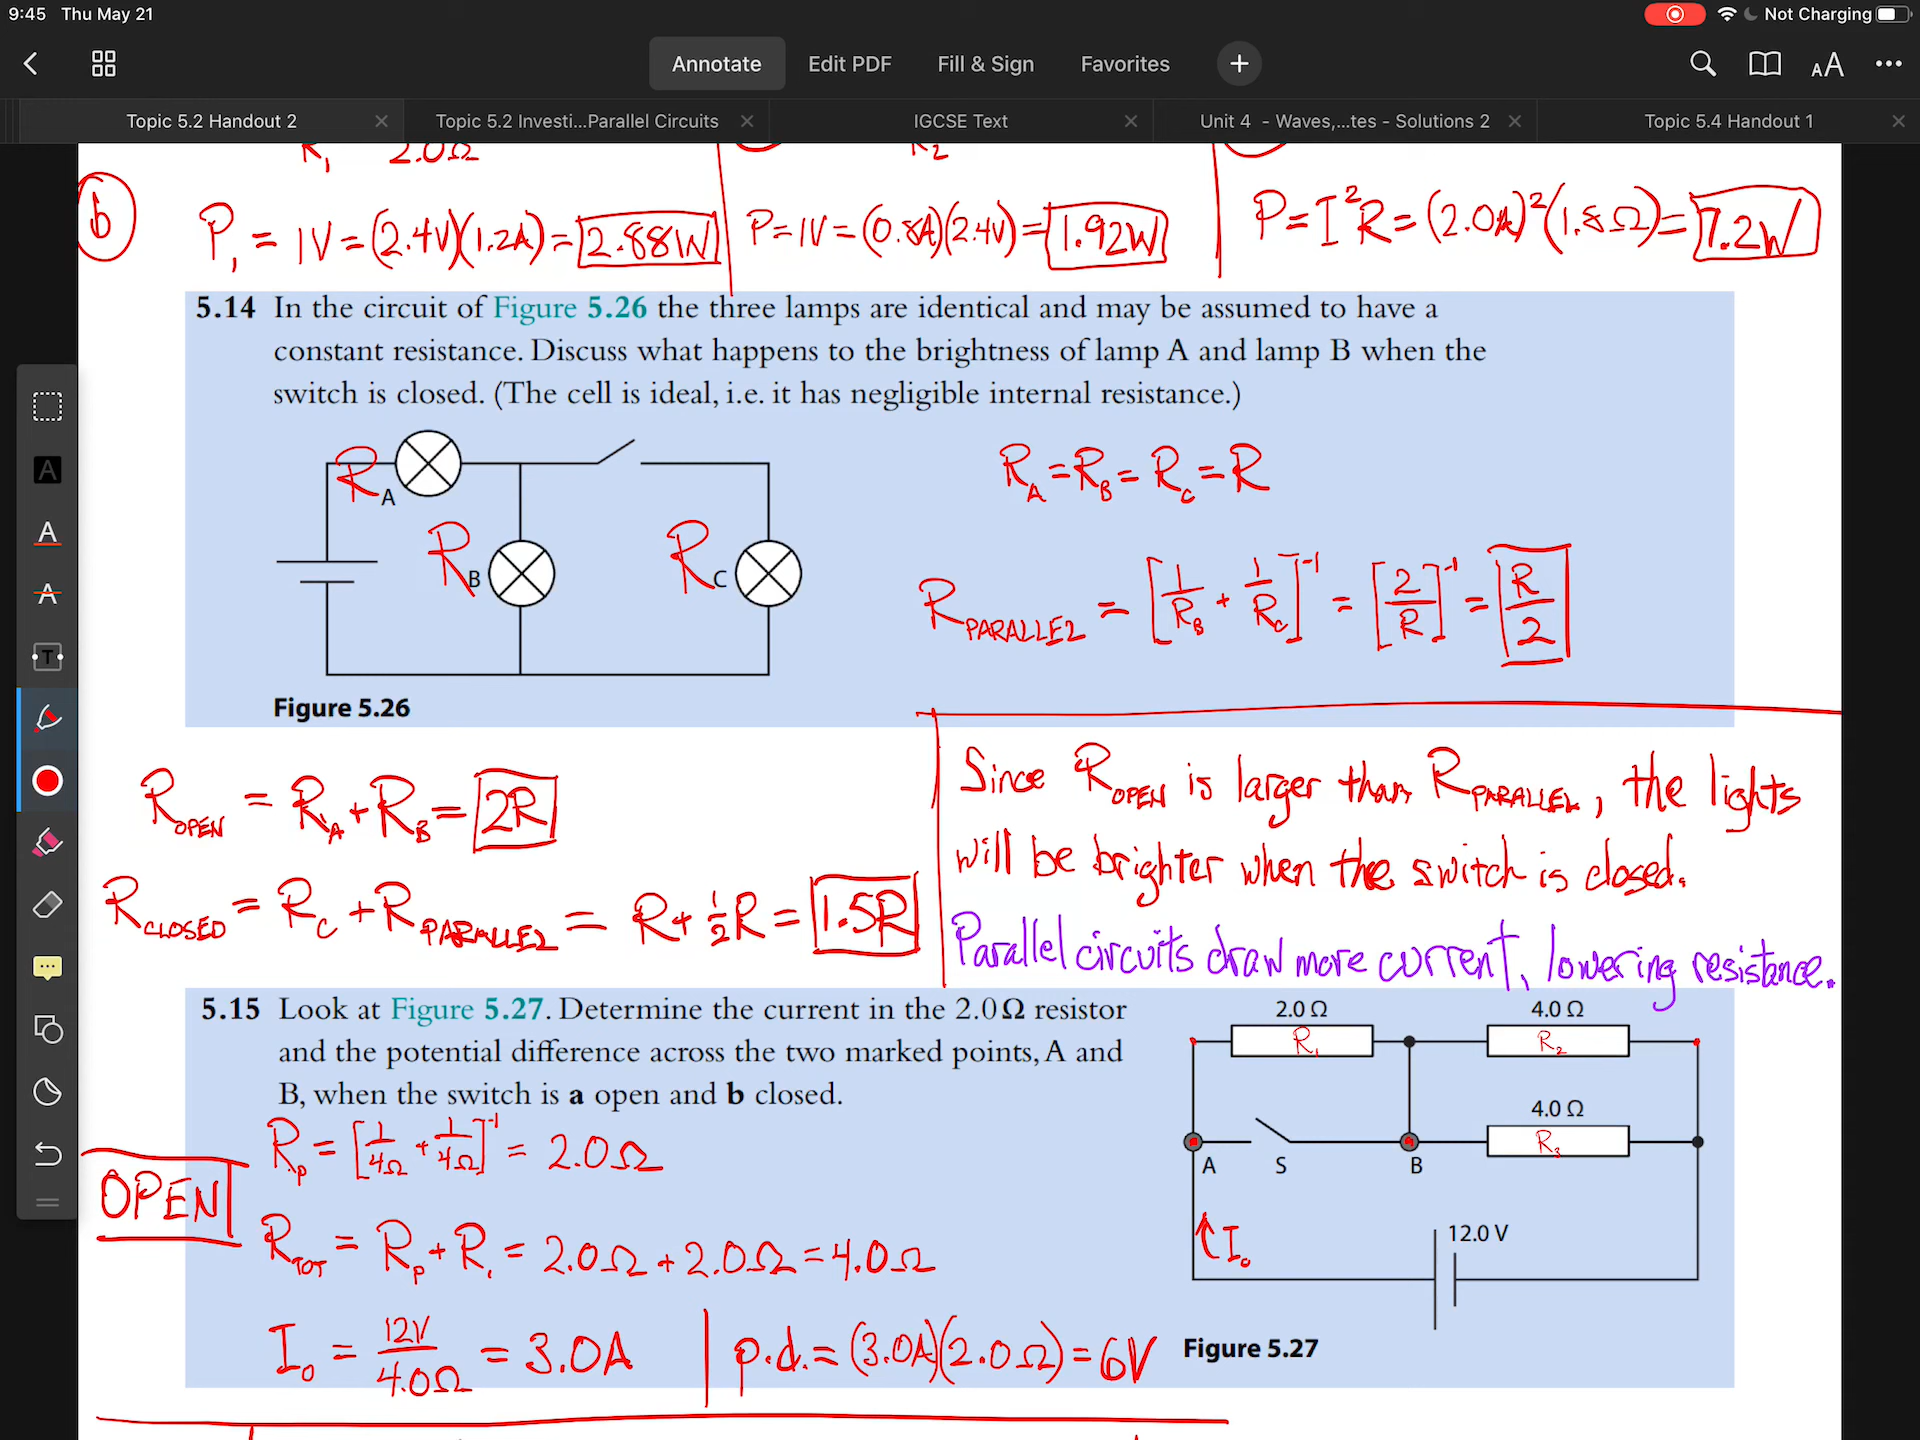 9:45 Thu May 21
Not Charging
Annotate Edit PDF Fill & Sign Favorites +
AA
Topic 5.2 Handout 2 × Topic 5.2 Investi...Parallel Circuits × IGCSE Text × Unit 4 - Waves,...tes - Solutions 2 × Topic 5.4 Handout 1 ×
R₁ 2.0Ω R₂
b P₁ = IV = (2.4V)(1.2A) = 2.88W
P = IV = (0.8A)(2.4V) = 1.92W
P = I²R = (2.0A)²(1.8Ω) = 7.2W
5.14 In the circuit of Figure 5.26 the three lamps are identical and may be assumed to have a
constant resistance. Discuss what happens to the brightness of lamp A and lamp B when the
switch is closed. (The cell is ideal, i.e. it has negligible internal resistance.)
R A
R B R C
R_A = R_B = R_C = R
R_PARALLEL = [1/R_B + 1/R_C]⁻¹ = [2/R]⁻¹ = R/2
Figure 5.26
R_OPEN = R_A + R_B = 2R
R_CLOSED = R_C + R_PARALLEL = R + ½R = 1.5R
Since R_OPEN is larger than R_PARALLEL, the lights
will be brighter when the switch is closed.
Parallel circuits draw more current, lowering resistance.
5.15 Look at Figure 5.27. Determine the current in the 2.0 Ω resistor
and the potential difference across the two marked points, A and
B, when the switch is a open and b closed.
2.0 Ω 4.0 Ω
R₁ R₂
4.0 Ω
R₃
A S B
I₀
12.0 V
Figure 5.27
OPEN
R_p = [1/4Ω + 1/4Ω]⁻¹ = 2.0Ω
R_TOT = R_p + R₁ = 2.0Ω + 2.0Ω = 4.0Ω
I₀ = 12V/4.0Ω = 3.0A
p.d. = (3.0A)(2.0Ω) = 6V